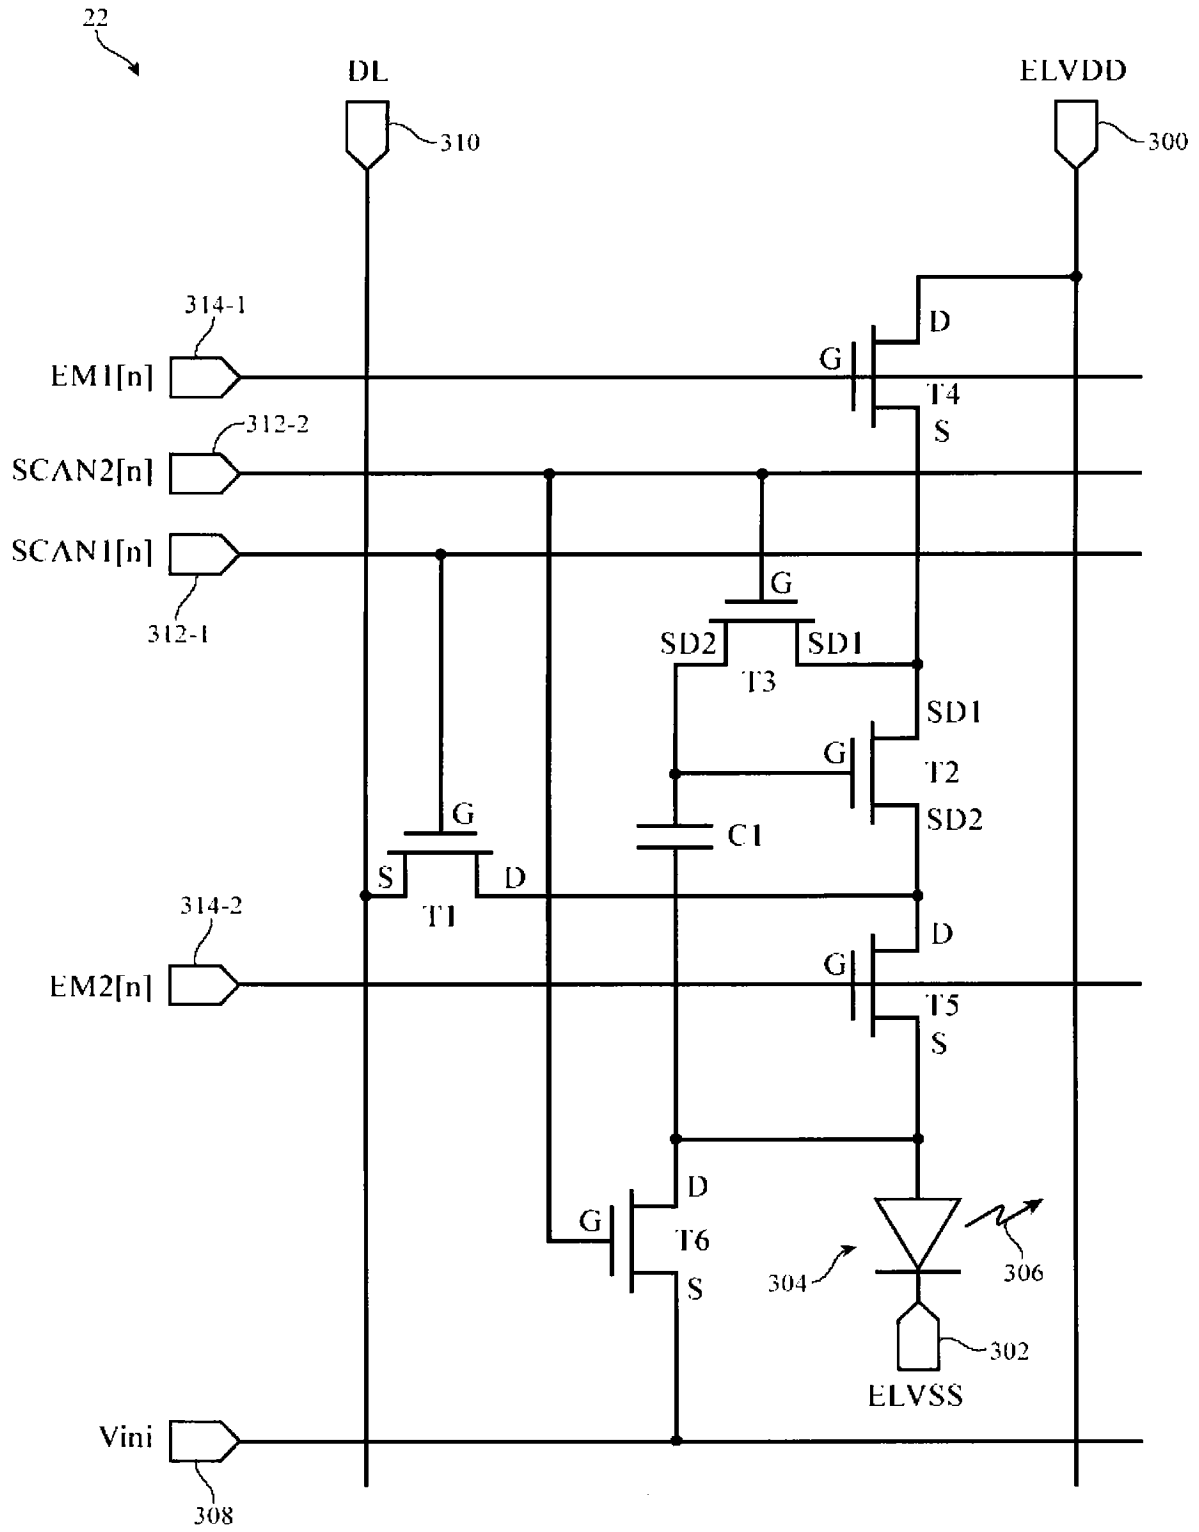 22
DL
ELVDD
310
300
314-1
D
EM1[n]
G
T4
312-2
S
SCAN2[n]
SCAN1[n]
G
312-1
SD2
SD1
T3
SD1
G
T2
G
C1
SD2
S
D
T1
314-2
D
G
EM2[n]
T5
S
D
G
T6
304
306
S
302
ELVSS
Vini
308